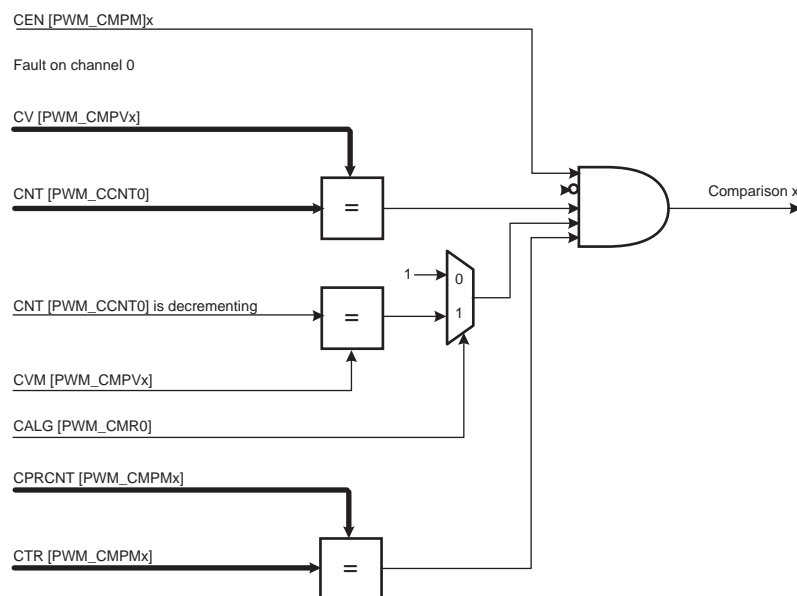 CEN [PWM_CMPM]x
Fault on channel 0
CV [PWM_CMPVx]
CNT [PWM_CCNT0]
=
Comparison x
1
0
CNT [PWM_CCNT0] is decrementing
=
1
CVM [PWM_CMPVx]
CALG [PWM_CMR0]
CPRCNT [PWM_CMPMx]
CTR [PWM_CMPMx]
=